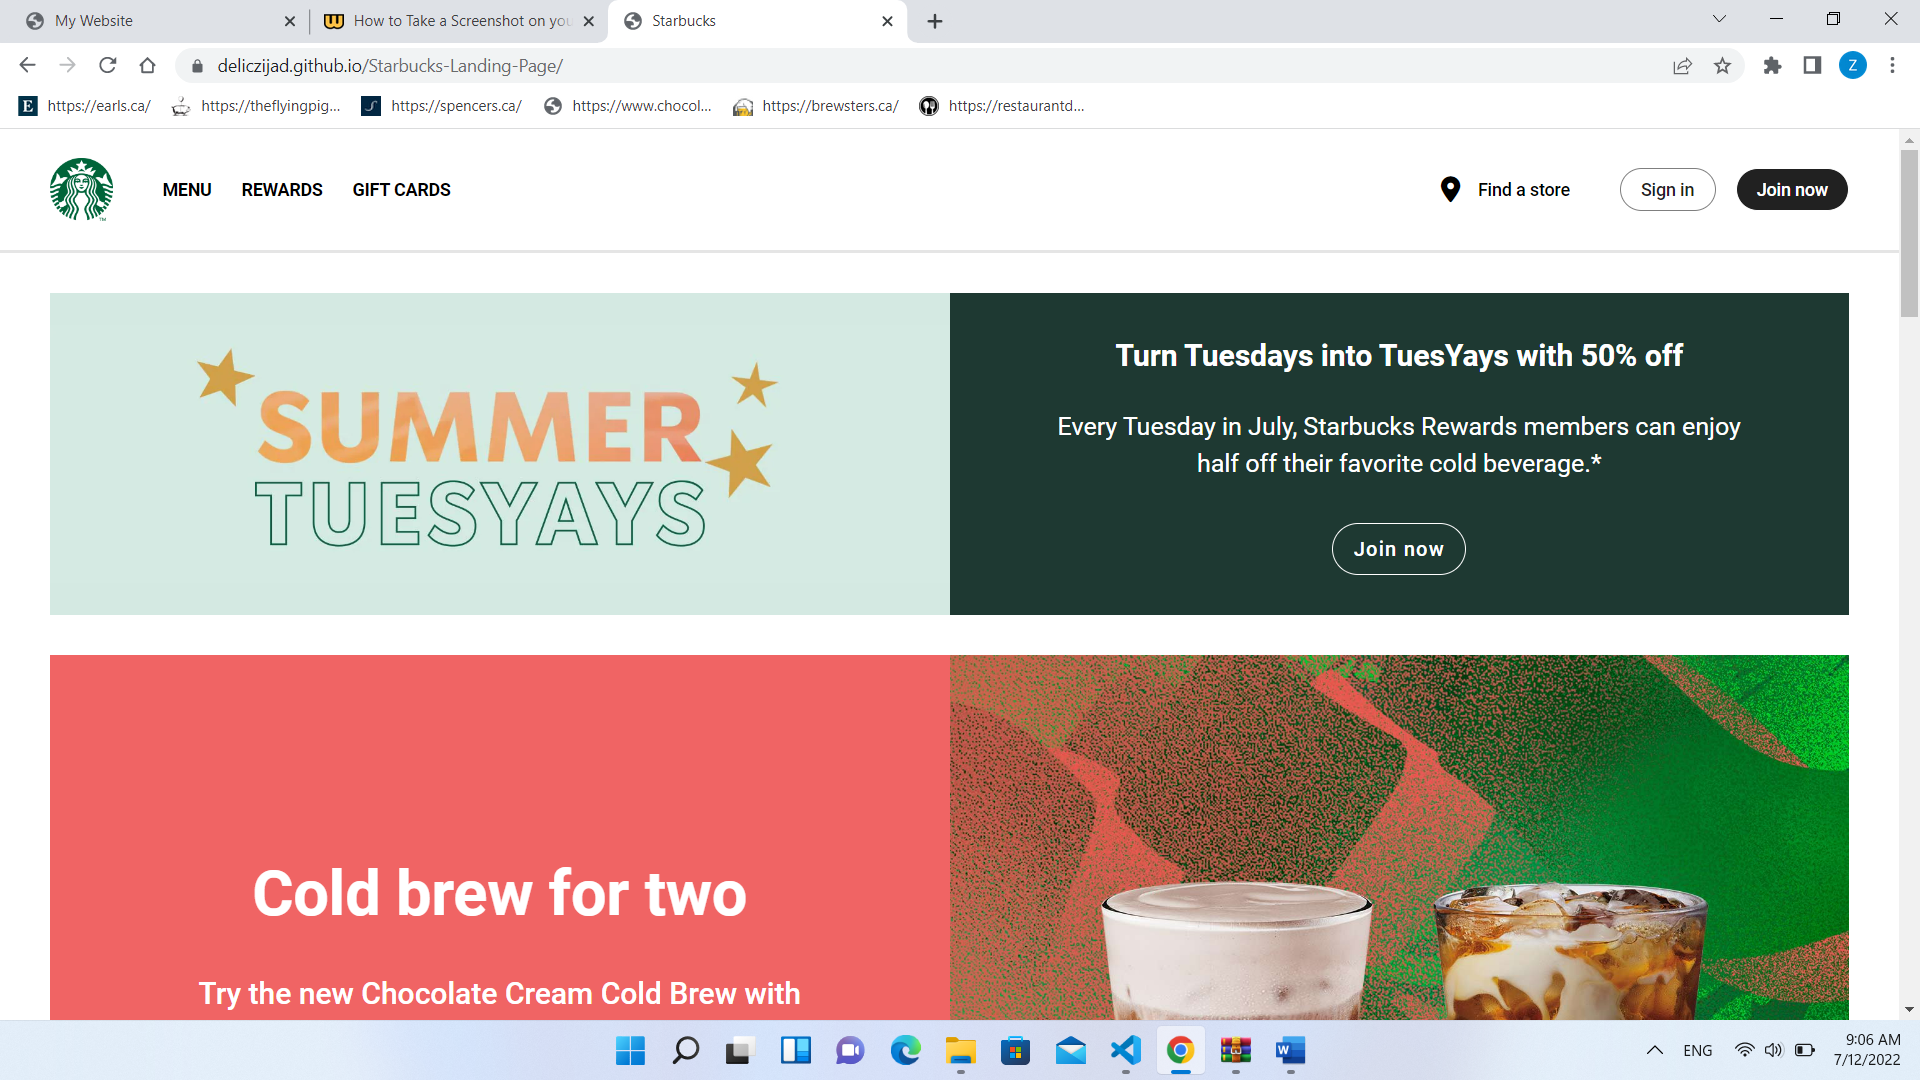 My Website
How to Take a Screenshot on you
Starbucks
deliczijad.github.io/Starbucks-Landing-Page/
Z
E https://earls.ca/
https://theflyingpig...
https://spencers.ca/
https://www.chocol...
https://brewsters.ca/
https://restaurantd...
MENU REWARDS GIFT CARDS
Find a store
Sign in
Join now
SUMMER
TUESYAYS
Turn Tuesdays into TuesYays with 50% off
Every Tuesday in July, Starbucks Rewards members can enjoy
half off their favorite cold beverage.*
Join now
Cold brew for two
Try the new Chocolate Cream Cold Brew with
ENG
9:06 AM
7/12/2022